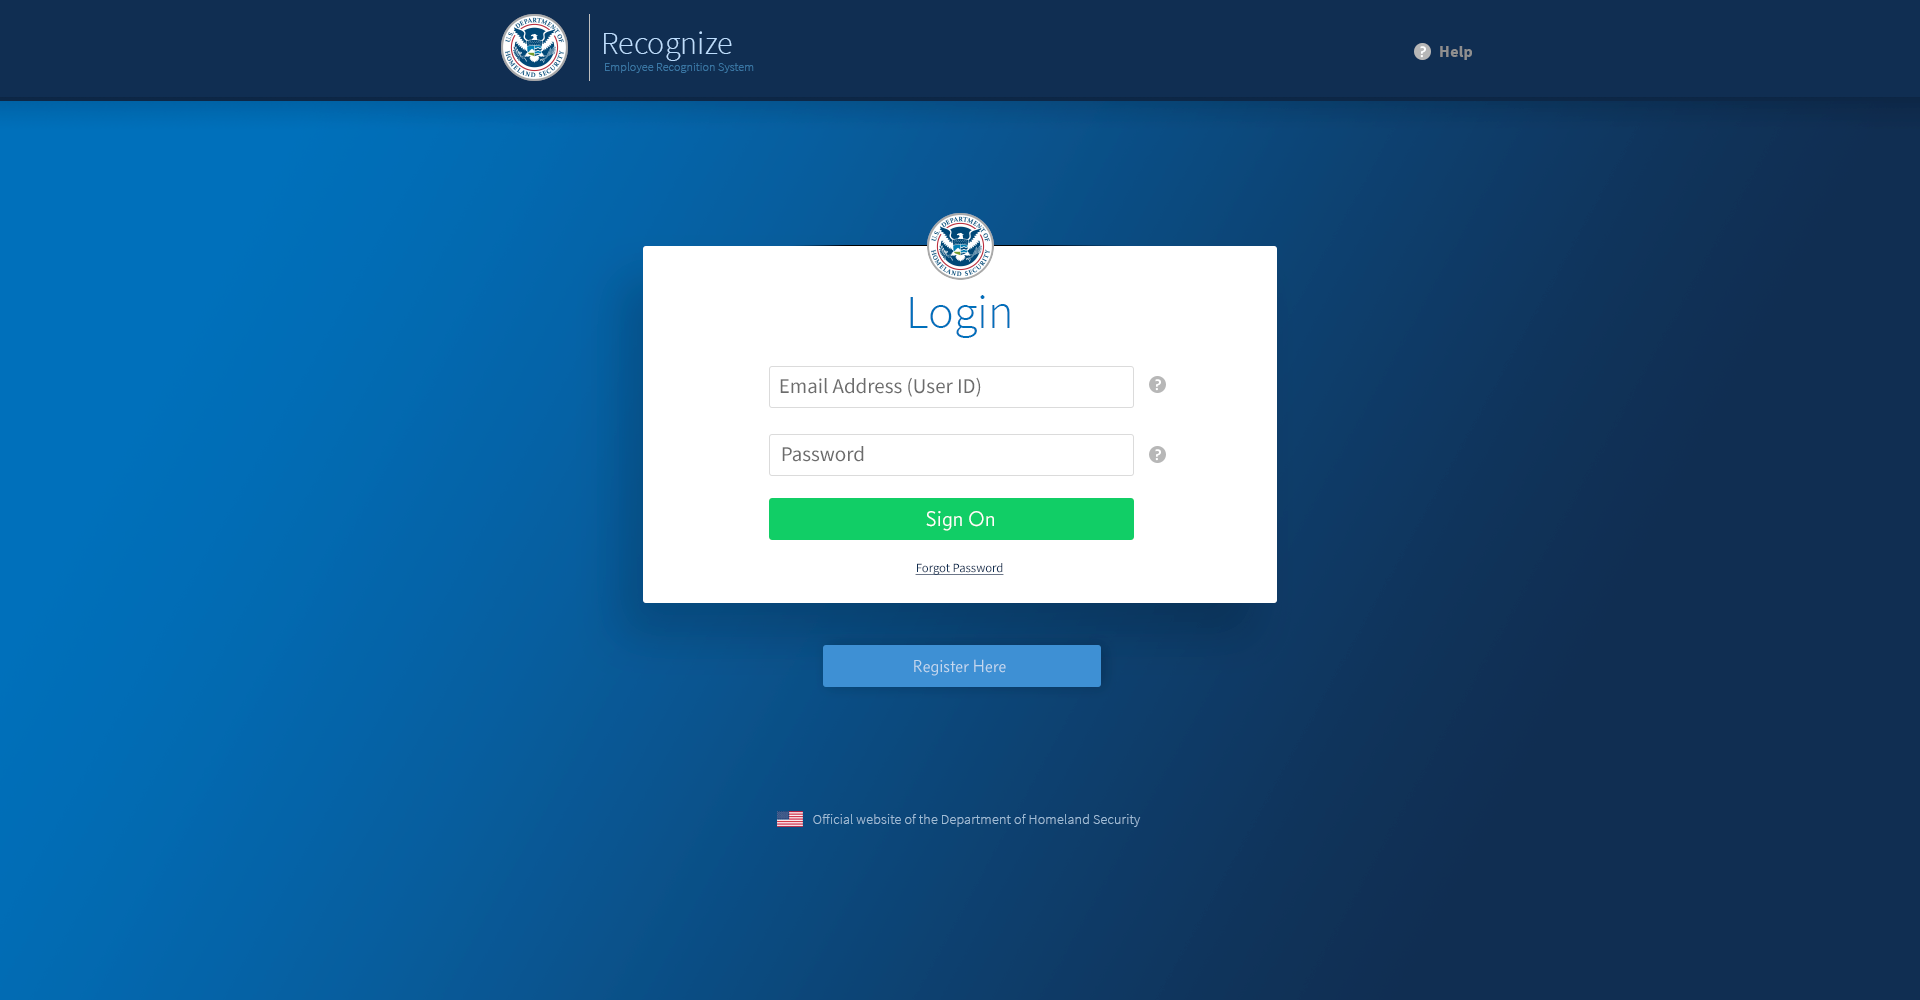 U.S. DEPARTMENT OF HOMELAND SECURITY
Recognize
Employee Recognition System
? Help
U.S. DEPARTMENT OF HOMELAND SECURITY
Login
Email Address (User ID) ?
Password ?
Sign On
Forgot Password
Register Here
Official website of the Department of Homeland Security